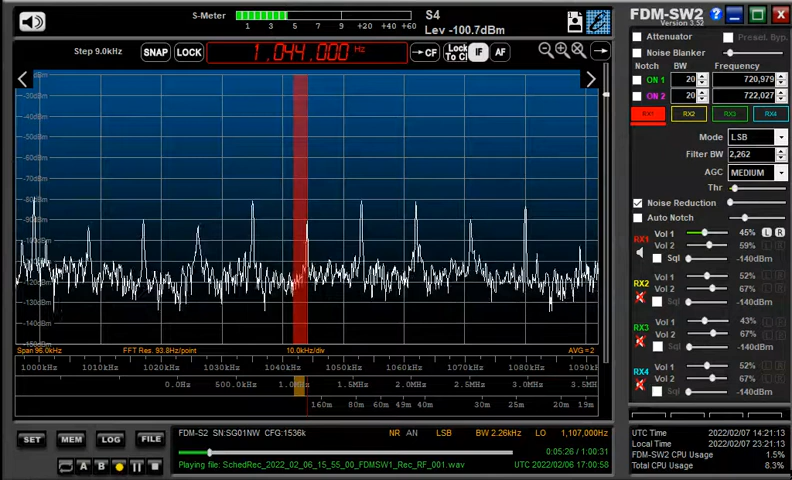 S-Meter
1 3 5 7 9 +20 +40 +60
S4
Lev -100.7dBm
FDM-SW2
Version 3.52
Step 9.0kHz
SNAP
LOCK
1.044.000 Hz
→CF
Lock
To CF
IF
AF
Attenuator
Presel. Byp.
Noise Blanker
Notch BW Frequency
ON 1 20 720,979
ON 2 20 722,027
RX1 RX2 RX3 RX4
Mode LSB
Filter BW 2,262
AGC MEDIUM
Thr
Noise Reduction
Auto Notch
RX1 Vol 1 45% L R
Vol 2 59% L R
Sql -140dBm
RX2 Vol 1 52% L R
Vol 2 67% L R
Sql -140dBm
RX3 Vol 1 43% L R
Vol 2 67% L R
Sql -140dBm
RX4 Vol 1 52% L R
Vol 2 67% L R
Sql -140dBm
-20dBm
-30dBm
-40dBm
-50dBm
-60dBm
-70dBm
-80dBm
-90dBm
-100dBm
-110dBm
-120dBm
-130dBm
-140dBm
-150dBm
Span 96.0kHz
FFT Res. 93.8Hz/point
10.0kHz/div
AVG=2
1000kHz 1010kHz 1020kHz 1030kHz 1040kHz 1050kHz 1060kHz 1070kHz 1080kHz 1090k
0.0Hz 500.0kHz 1.0MHz 1.5MHz 2.0MHz 2.5MHz 3.0MHz 3.5MH
160m 80m 60m 49m 40m 30m 25m 20m 19m
SET
MEM
LOG
FILE
A B
FDM-S2 SN:SG01NW CFG:1536k
NR AN LSB BW 2.26kHz LO 1,107,000Hz
0:05:26 / 1:00:31
Playing file: SchedRec_2022_02_06_15_55_00_FDMSW1_Rec_RF_001.wav
UTC 2022/02/06 17:00:58
UTC Time 2022/02/07 14:21:13
Local Time 2022/02/07 23:21:13
FDM-SW2 CPU Usage 1.5%
Total CPU Usage 8.3%